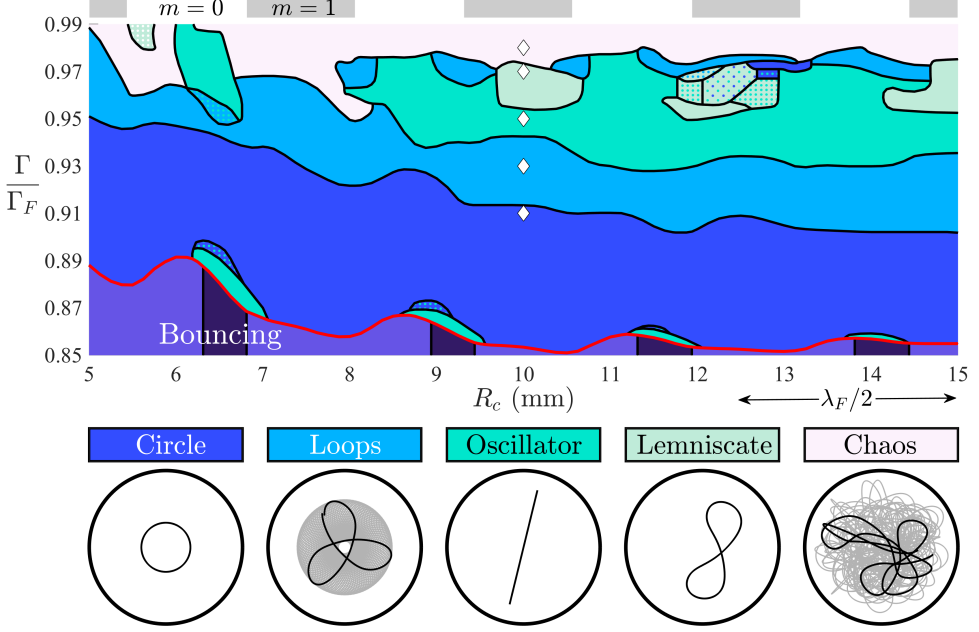 m = 0 m = 1
0.99
0.97
0.95
0.93
Γ/Γ_F
0.91
0.89
0.87
0.85
Bouncing
5 6 7 8 9 10 11 12 13 14 15
R_c (mm)
λ_F/2
Circle Loops Oscillator Lemniscate Chaos